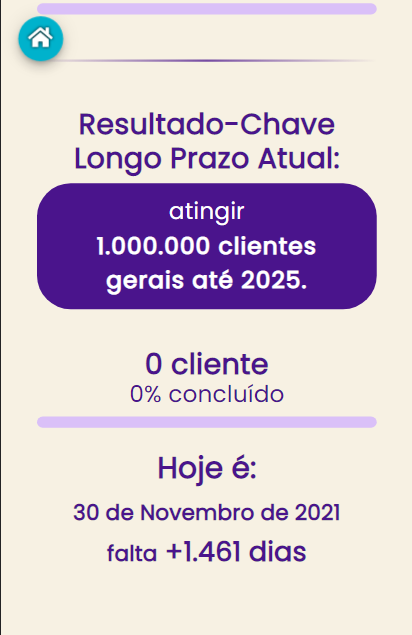 Resultado-Chave
Longo Prazo Atual:
atingir
1.000.000 clientes
gerais até 2025.
0 cliente
0% concluído
Hoje é:
30 de Novembro de 2021
falta +1.461 dias